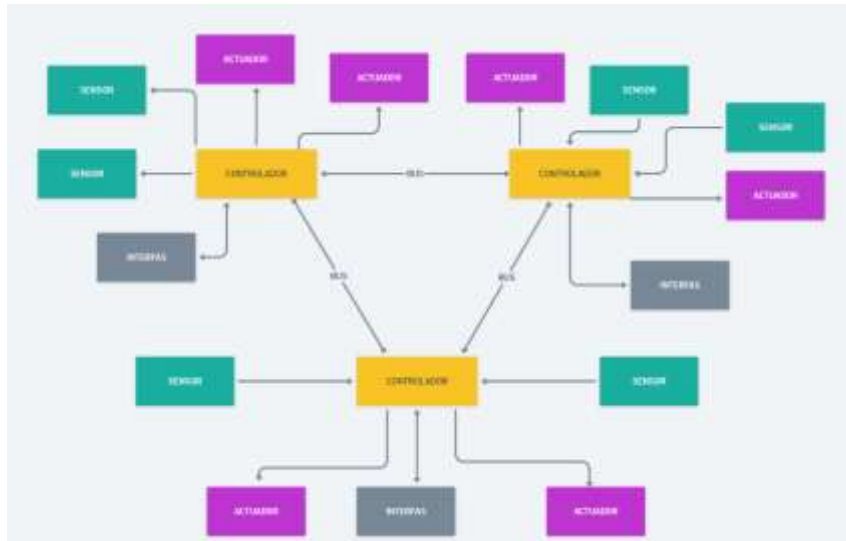 ACTUADOR
ACTUADOR
ACTUADOR
SENSOR
SENSOR
SENSOR
SENSOR
CONTROLADOR
BUS
CONTROLADOR
ACTUADOR
INTERFAS
INTERFAS
BUS
BUS
SENSOR
CONTROLADOR
SENSOR
ACTUADOR
INTERFAS
ACTUADOR